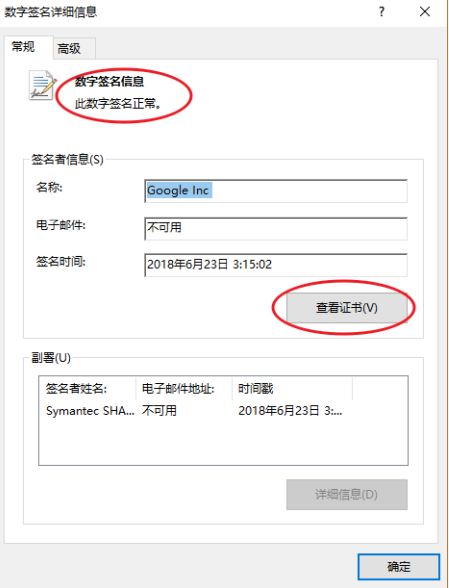 数字签名详细信息
常规 高级
数字签名信息
此数字签名正常。
签名者信息(S)
名称: Google Inc
电子邮件: 不可用
签名时间: 2018年6月23日 3:15:02
查看证书(V)
副署(U)
签名者姓名: 电子邮件地址: 时间戳
Symantec SHA... 不可用 2018年6月23日 3:...
详细信息(D)
确定